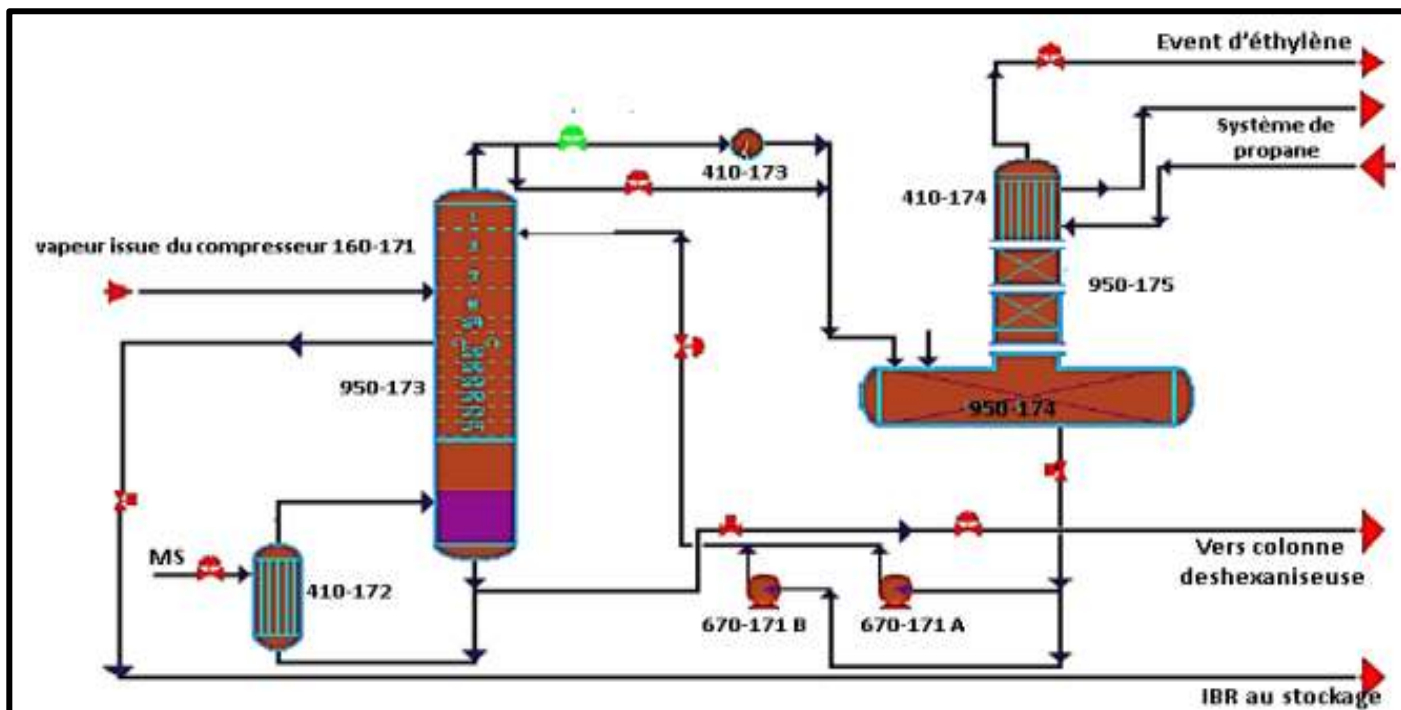 Event d'éthylène
Système de
propane
410-173
410-174
vapeur issue du compresseur 160-171
950-175
950-173
950-174
MS
410-172
Vers colonne
deshexaniseuse
670-171 B
670-171 A
IBR au stockage